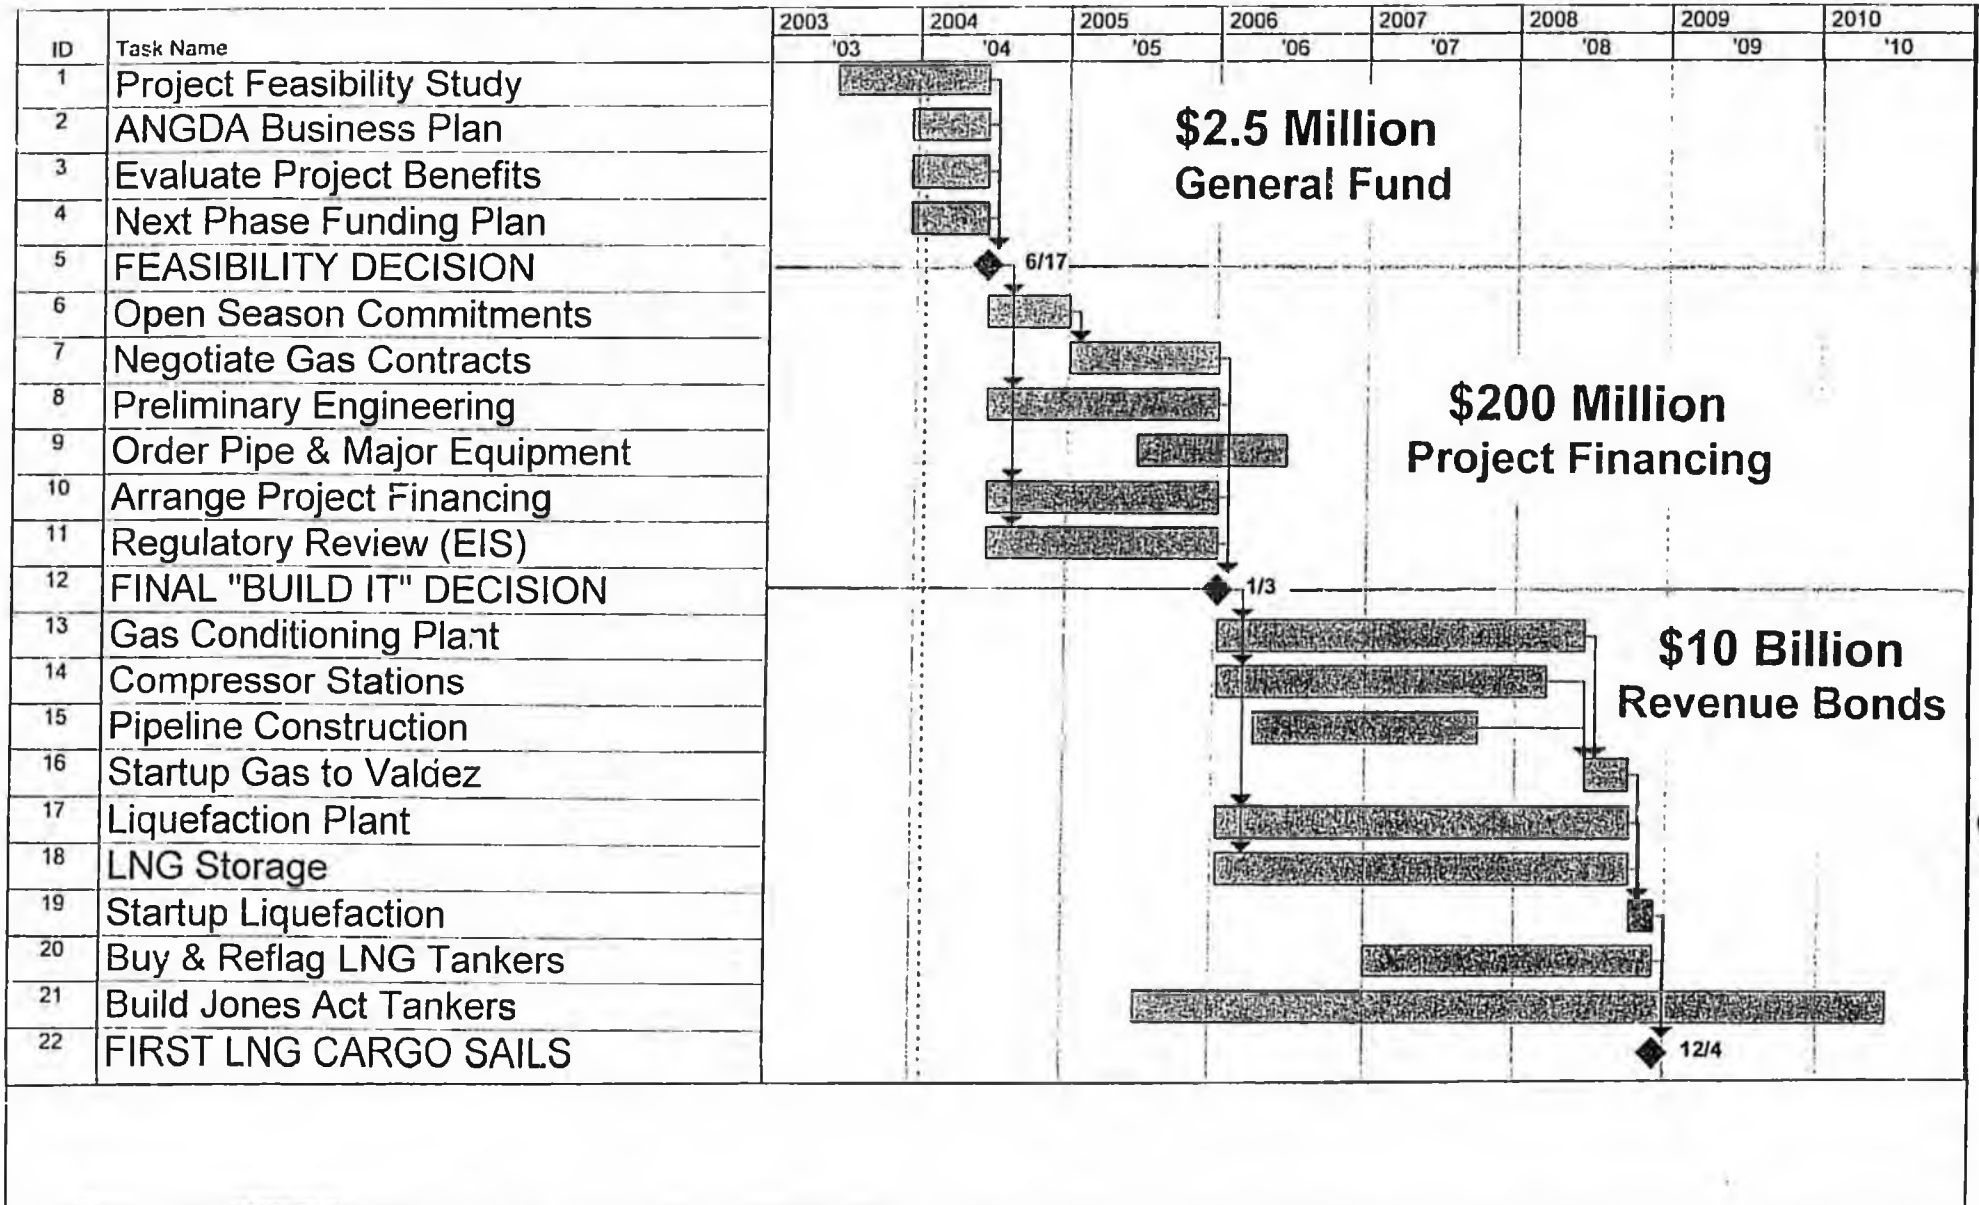 2003 2004 2005 2006 2007 2008 2009 2010
ID Task Name '03 '04 '05 '06 '07 '08 '09 '10
1 Project Feasibility Study
2 ANGDA Business Plan
$2.5 Million
3 Evaluate Project Benefits
General Fund
4 Next Phase Funding Plan
5 FEASIBILITY DECISION 6/17
6 Open Season Commitments
7 Negotiate Gas Contracts
8 Preliminary Engineering
$200 Million
9 Order Pipe & Major Equipment
Project Financing
10 Arrange Project Financing
11 Regulatory Review (EIS)
12 FINAL "BUILD IT" DECISION 1/3
13 Gas Conditioning Plant
$10 Billion
14 Compressor Stations
Revenue Bonds
15 Pipeline Construction
16 Startup Gas to Valdez
17 Liquefaction Plant
18 LNG Storage
19 Startup Liquefaction
20 Buy & Reflag LNG Tankers
21 Build Jones Act Tankers
22 FIRST LNG CARGO SAILS 12/4